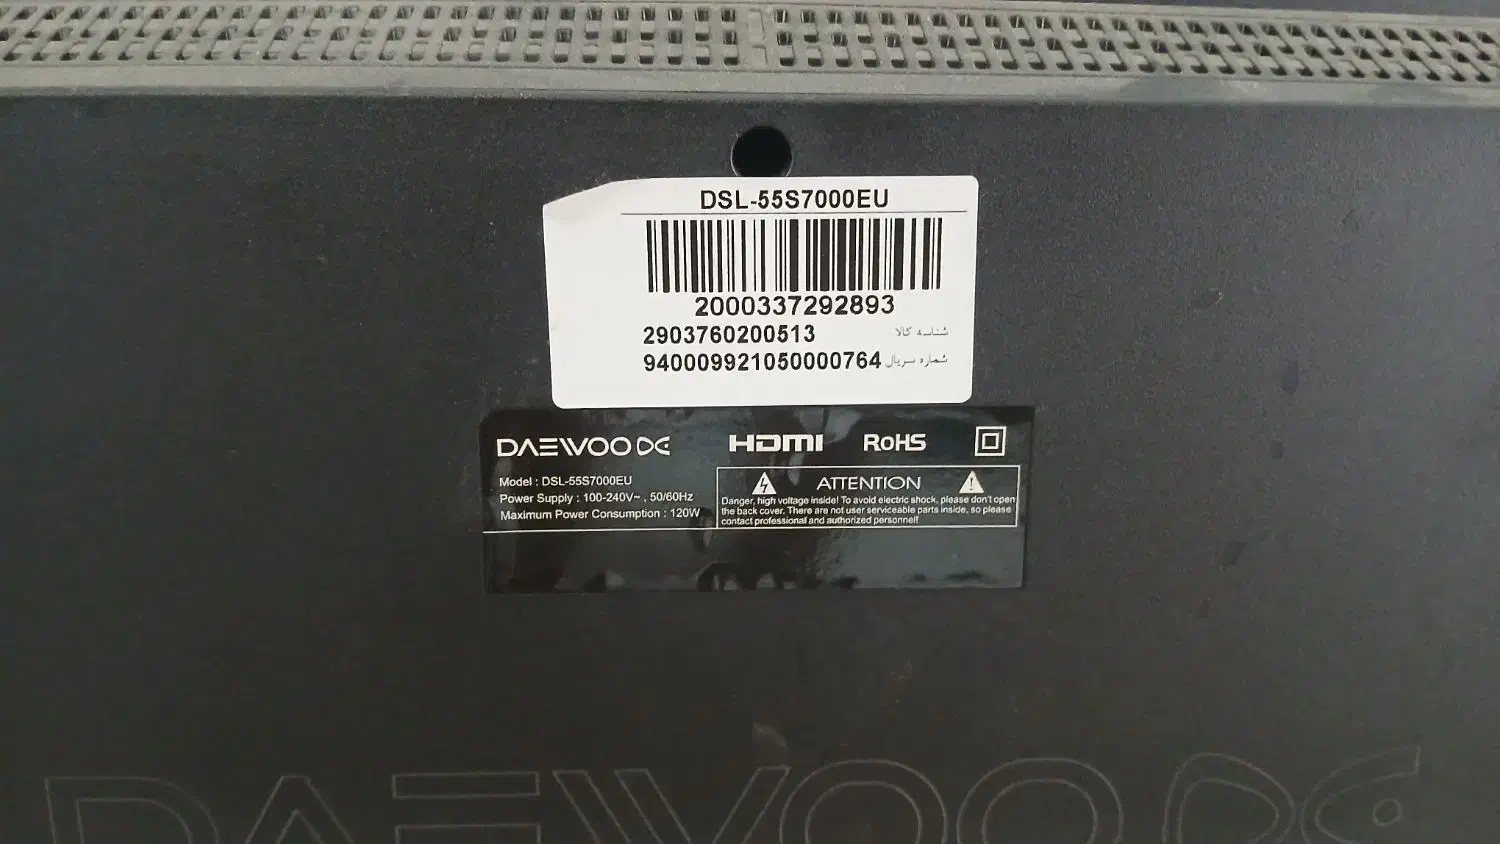 DSL-55S7000EU
2000337292893
2903760200513 شناسه کالا
940009921050000764 شماره سریال
DAEWOO HDMI RoHS
Model : DSL-55S7000EU
Power Supply : 100-240V~ , 50/60Hz
Maximum Power Consumption : 120W
ATTENTION
Danger, high voltage inside! To avoid electric shock, please don't open
the back cover. There are not user serviceable parts inside, so please
contact professional and authorized personnel!
DAEWOO